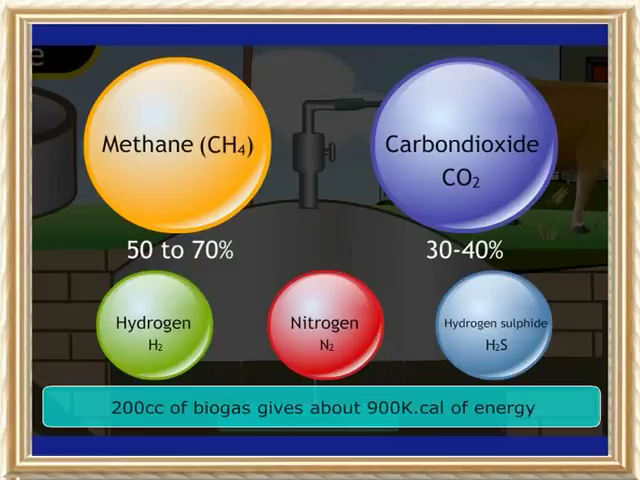 e
Methane (CH₄)
Carbondioxide
CO₂
50 to 70%
30-40%
Hydrogen
H₂
Nitrogen
N₂
Hydrogen sulphide
H₂S
200cc of biogas gives about 900K.cal of energy